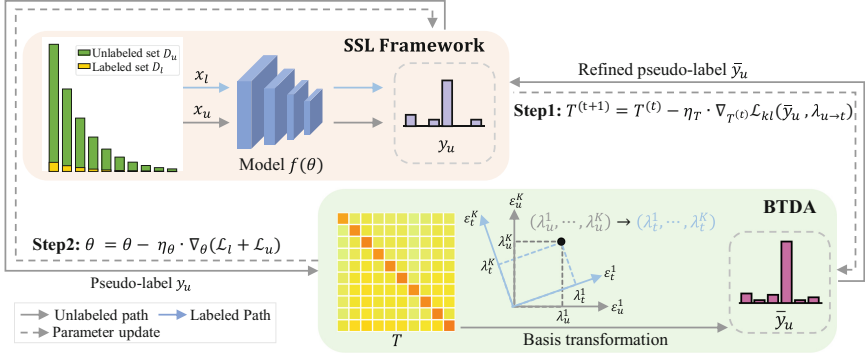 SSL Framework
Unlabeled set D_u
Labeled set D_l
x_l
x_u
Model f(θ)
y_u
Refined pseudo-label ȳ_u
Step1: T^(t+1) = T^(t) − η_T · ∇_{T^(t)} ℒ_kl(ȳ_u , λ_{u→t})
BTDA
(λ_u^1, ⋯, λ_u^K) → (λ_t^1, ⋯, λ_t^K)
ε_t^K
ε_u^K
λ_u^K
λ_t^K
ε_t^1
λ_t^1
λ_u^1
ε_u^1
ȳ_u
Step2: θ = θ − η_θ · ∇_θ(ℒ_l + ℒ_u)
Pseudo-label y_u
T
Basis transformation
Unlabeled path
Labeled Path
Parameter update